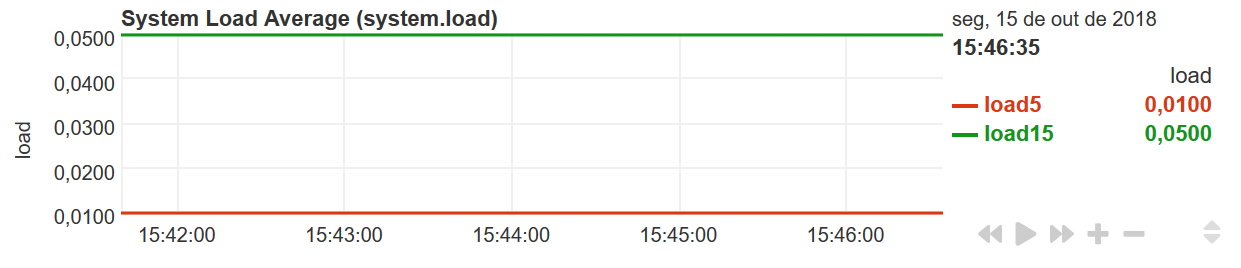 System Load Average (system.load)
seg, 15 de out de 2018
15:46:35
load
load5 0,0100
load15 0,0500
load
0,0500
0,0400
0,0300
0,0200
0,0100
15:42:00 15:43:00 15:44:00 15:45:00 15:46:00